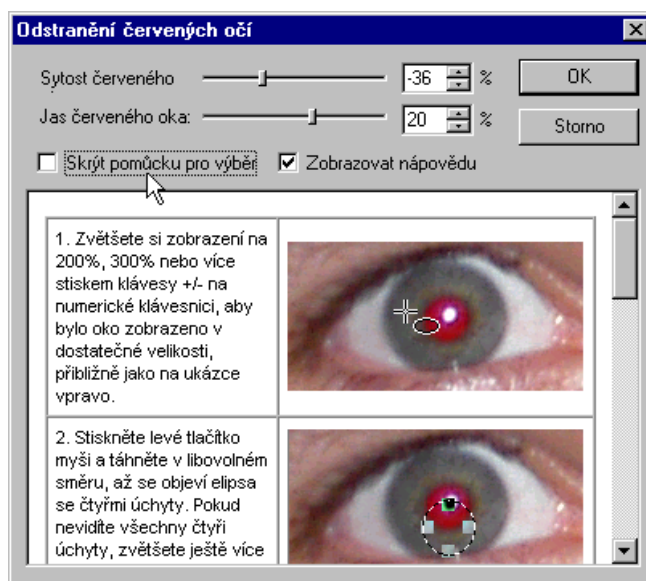 Odstranění červených očí
Sytost červeného -36 % OK
Jas červeného oka: 20 % Storno
Skrýt pomůcku pro výběr Zobrazovat nápovědu
1. Zvětšete si zobrazení na
200%, 300% nebo více
stiskem klávesy +/- na
numerické klávesnici, aby
bylo oko zobrazeno v
dostatečné velikosti,
přibližně jako na ukázce
vpravo.
2. Stiskněte levé tlačítko
myši a táhněte v libovolném
směru, až se objeví elipsa
se čtyřmi úchyty. Pokud
nevidíte všechny čtyři
úchyty, zvětšete ještě více